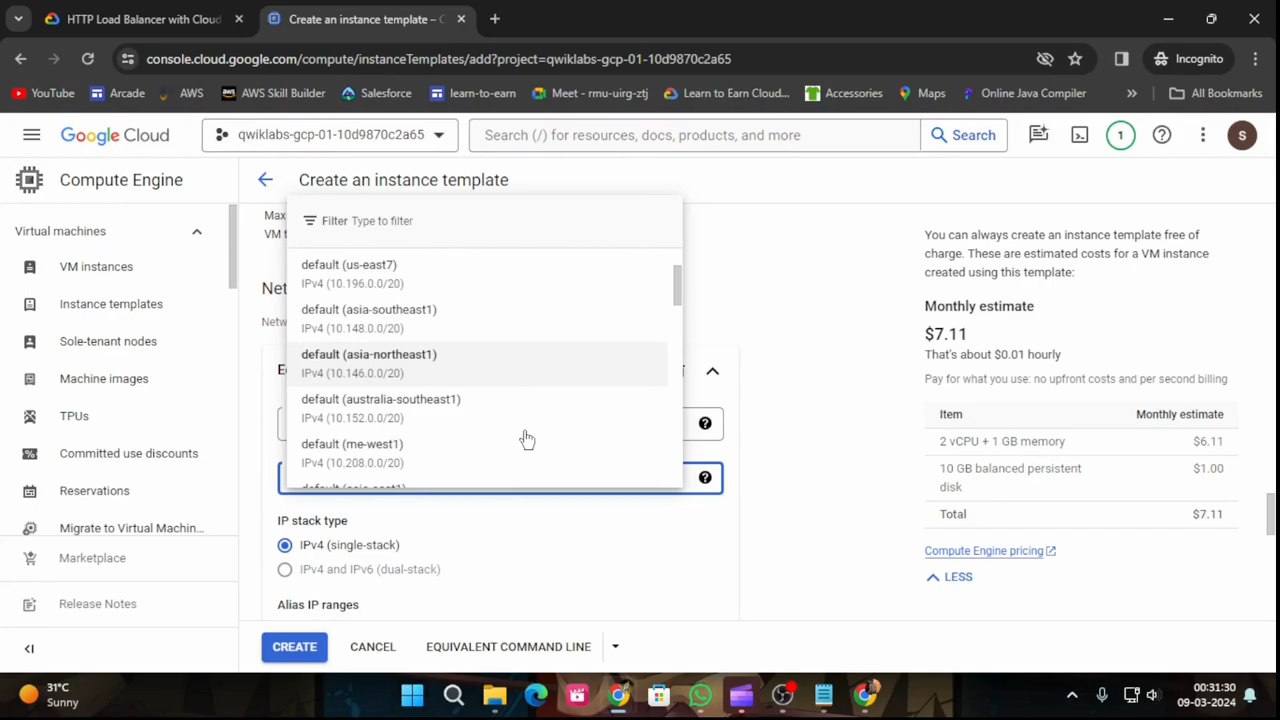 HTTP Load Balancer with Cloud
Create an instance template – G
console.cloud.google.com/compute/instanceTemplates/add?project=qwiklabs-gcp-01-10d9870c2a65
Incognito
YouTube
Arcade
AWS
AWS Skill Builder
Salesforce
learn-to-earn
Meet - rmu-uirg-ztj
Learn to Earn Cloud...
Accessories
Maps
Online Java Compiler
»
All Bookmarks
Google Cloud
qwiklabs-gcp-01-10d9870c2a65
Search (/) for resources, docs, products, and more
Search
1
S
Compute Engine
Create an instance template
Virtual machines
VM instances
Instance templates
Sole-tenant nodes
Machine images
TPUs
Committed use discounts
Reservations
Migrate to Virtual Machin...
Marketplace
Release Notes
Max
VM t
Filter Type to filter
default (us-east7)
IPv4 (10.196.0.0/20)
default (asia-southeast1)
IPv4 (10.148.0.0/20)
default (asia-northeast1)
IPv4 (10.146.0.0/20)
default (australia-southeast1)
IPv4 (10.152.0.0/20)
default (me-west1)
IPv4 (10.208.0.0/20)
default (asia-east1)
Net
Netw
IP stack type
IPv4 (single-stack)
IPv4 and IPv6 (dual-stack)
Alias IP ranges
CREATE
CANCEL
EQUIVALENT COMMAND LINE
You can always create an instance template free of
charge. These are estimated costs for a VM instance
created using this template:
Monthly estimate
$7.11
That's about $0.01 hourly
Pay for what you use: no upfront costs and per second billing
Item Monthly estimate
2 vCPU + 1 GB memory $6.11
10 GB balanced persistent $1.00
disk
Total $7.11
Compute Engine pricing
LESS
31°C
Sunny
00:31:30
09-03-2024